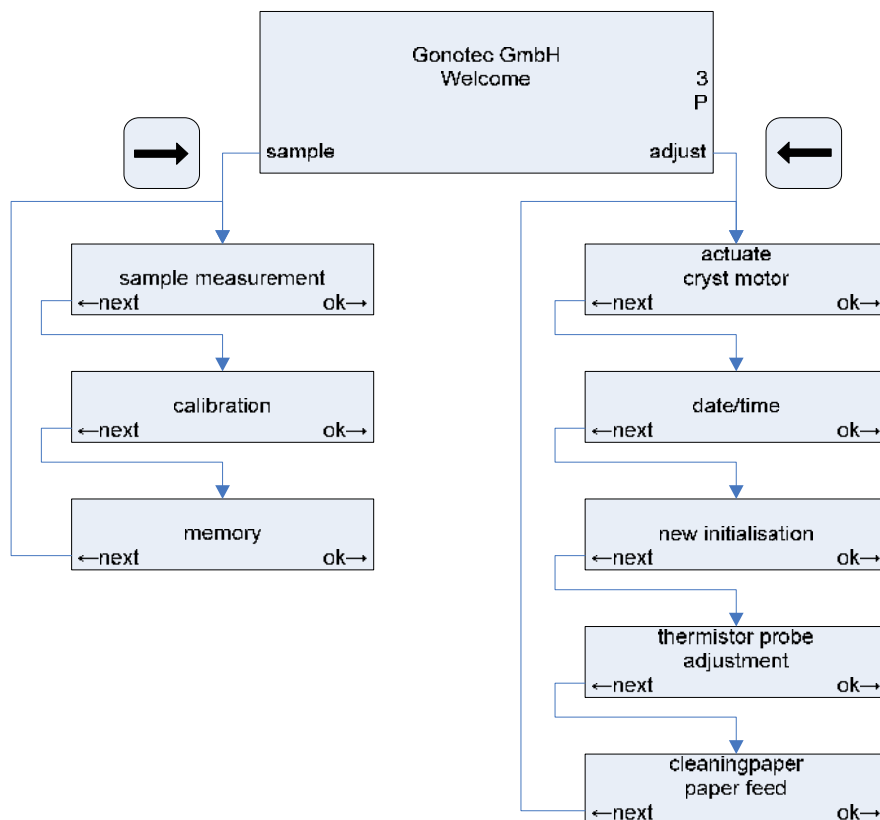 Gonotec GmbH
Welcome
3
P
sample adjust
sample measurement
←next ok→
calibration
←next ok→
memory
←next ok→
actuate
cryst motor
←next ok→
date/time
←next ok→
new initialisation
←next ok→
thermistor probe
adjustment
←next ok→
cleaningpaper
paper feed
←next ok→